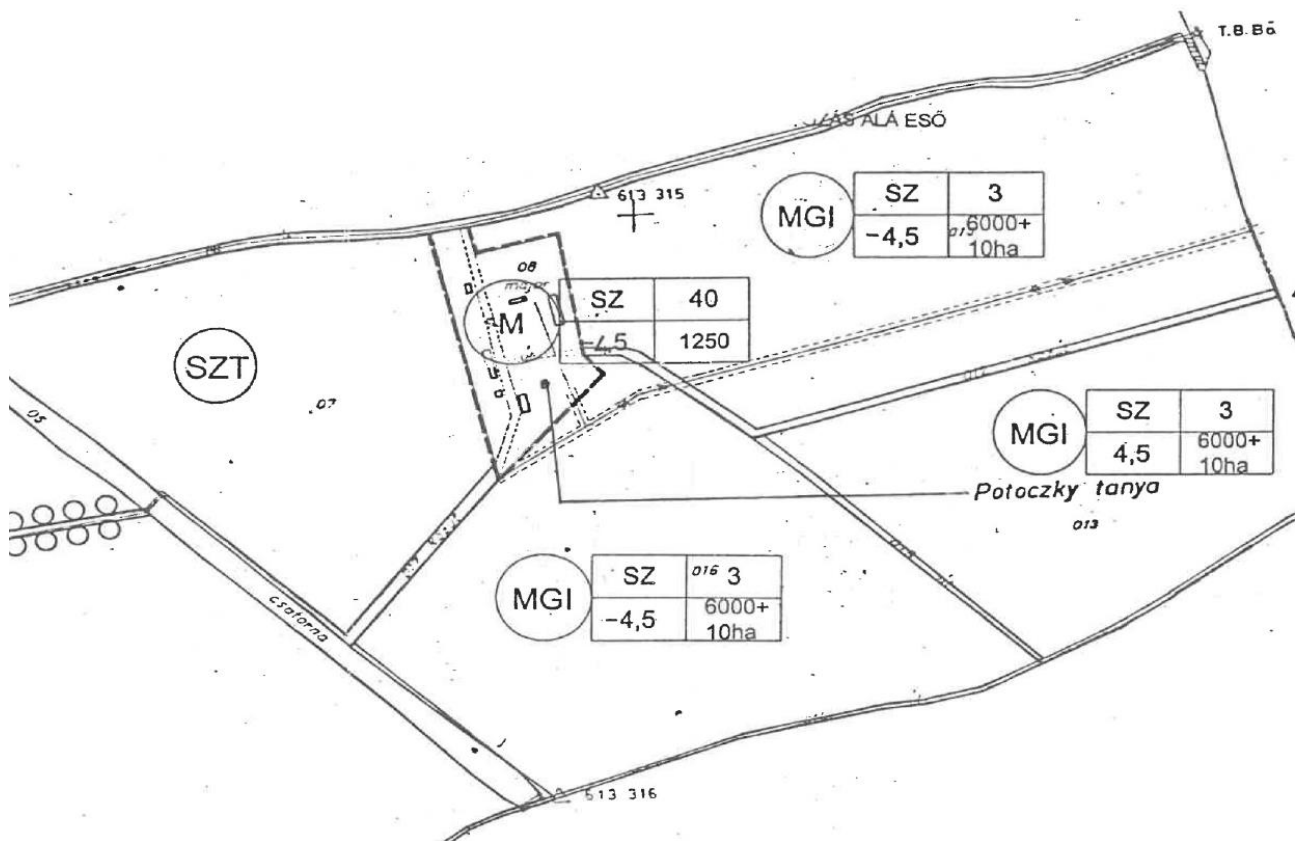 T.B.Bő
ZÁS ALÁ ESŐ
613 315
MGI
SZ 3
-4,5 6000+
10ha
08
major
M
SZ 40
-4,5 1250
SZT
07
05
MGI
SZ 3
4,5 6000+
10ha
Potoczky tanya
013
MGI
SZ 016 3
-4,5 6000+
10ha
csatorna
613 316